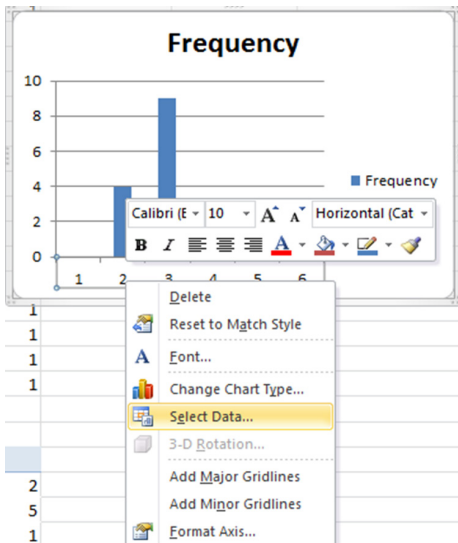 Frequency
10
8
6
4
2
0
1 2 3 4 5 6
Frequency
Calibri (E 10 A A Horizontal (Cat
B I A
Delete
Reset to Match Style
A Font...
Change Chart Type...
Select Data...
3-D Rotation...
Add Major Gridlines
Add Minor Gridlines
Format Axis...
1
1
1
1
2
5
1